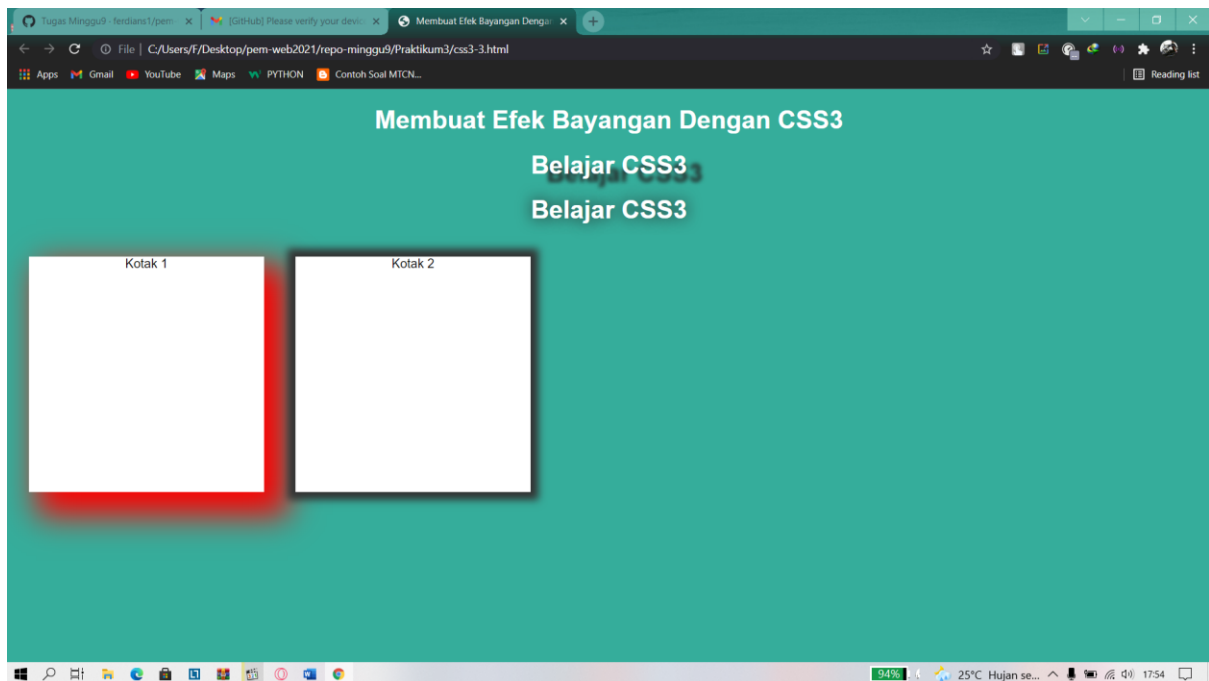 Tugas Minggu9 - ferdians1/pem
[GitHub] Please verify your device
Membuat Efek Bayangan Dengan
File | C:/Users/F/Desktop/pem-web2021/repo-minggu9/Praktikum3/css3-3.html
Apps Gmail YouTube Maps PYTHON Contoh Soal MTCN... Reading list
Membuat Efek Bayangan Dengan CSS3
Belajar CSS3
Belajar CSS3
Kotak 1 Kotak 2
94% 25°C Hujan se... 17:54